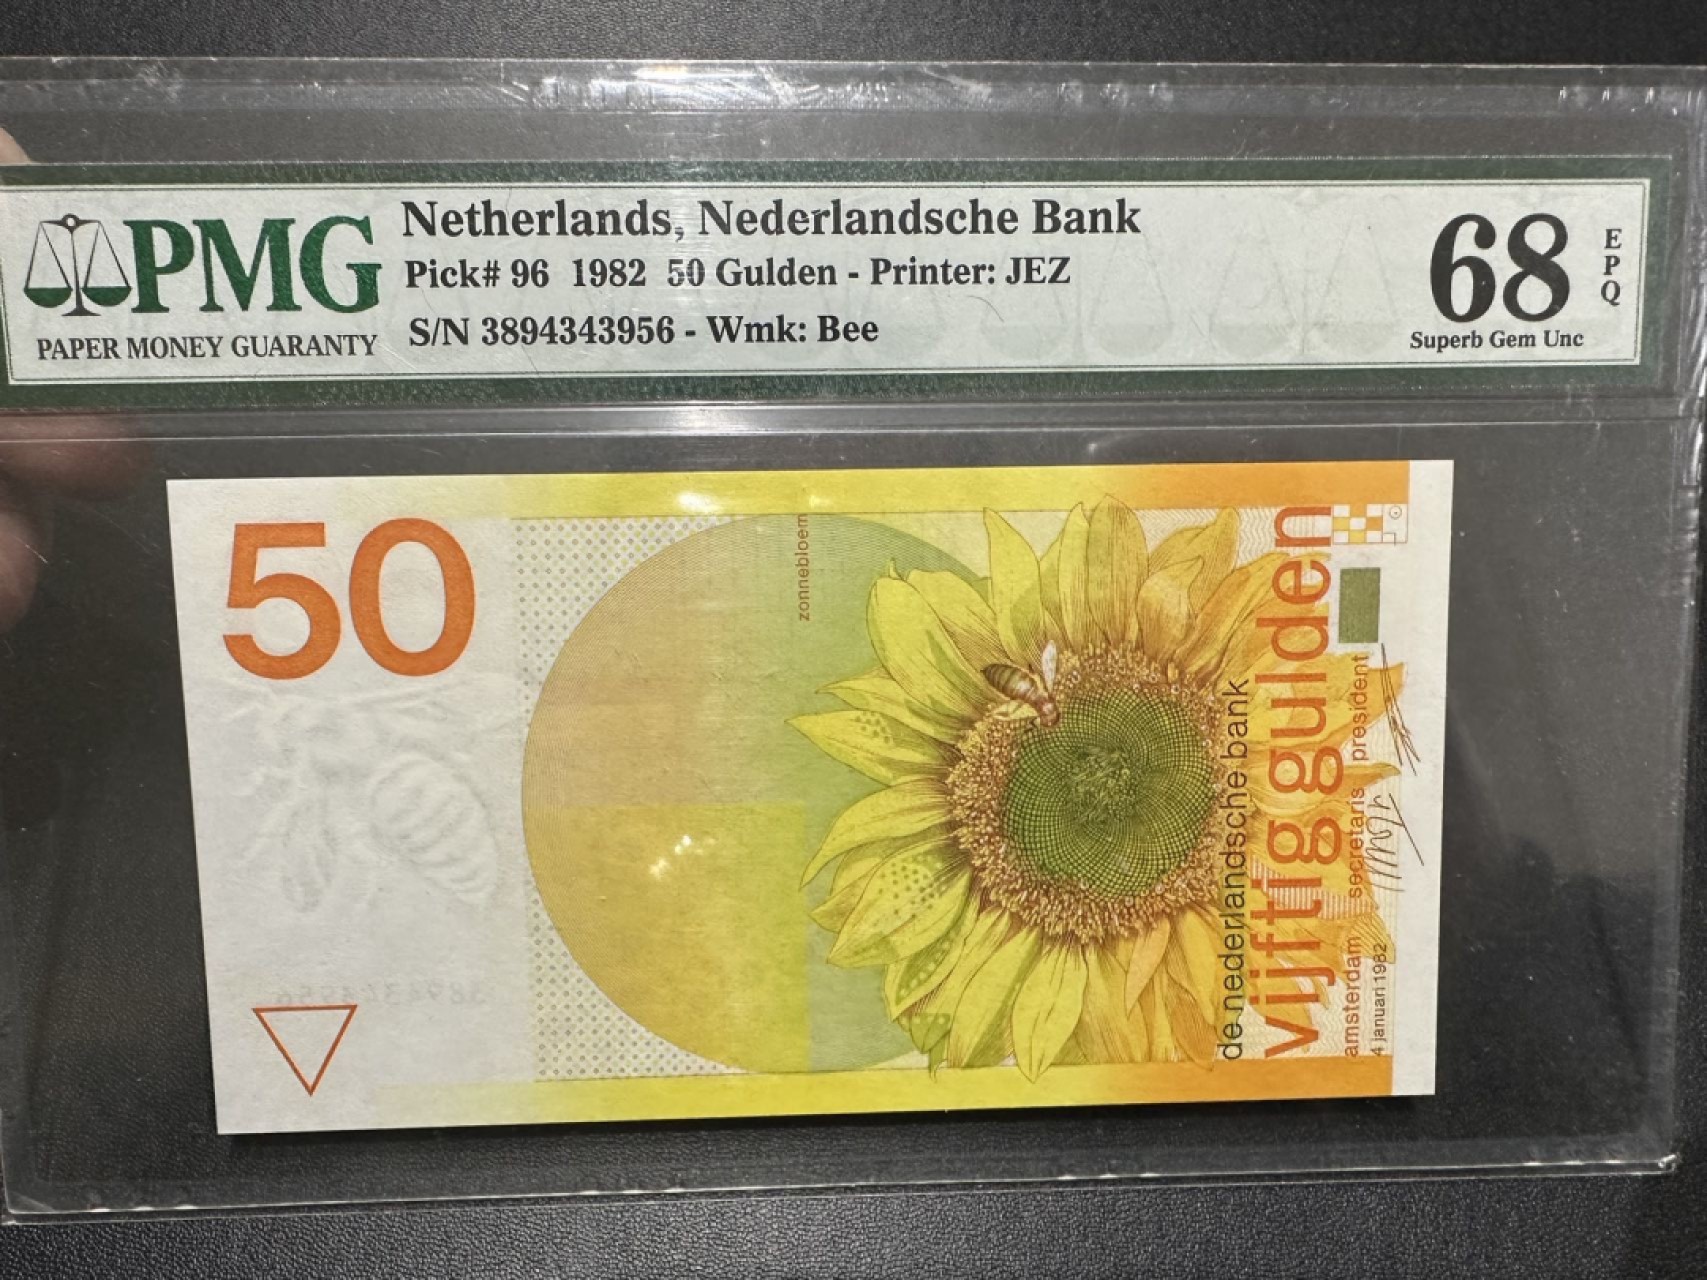 PMG
PAPER MONEY GUARANTY
Netherlands, Nederlandsche Bank
Pick# 96 1982 50 Gulden - Printer: JEZ
S/N 3894343956 - Wmk: Bee
68
EPQ
Superb Gem Unc
50
zonnebloem
de nederlandsche bank
vijftig gulden
amsterdam secretaris president
4 januari 1982